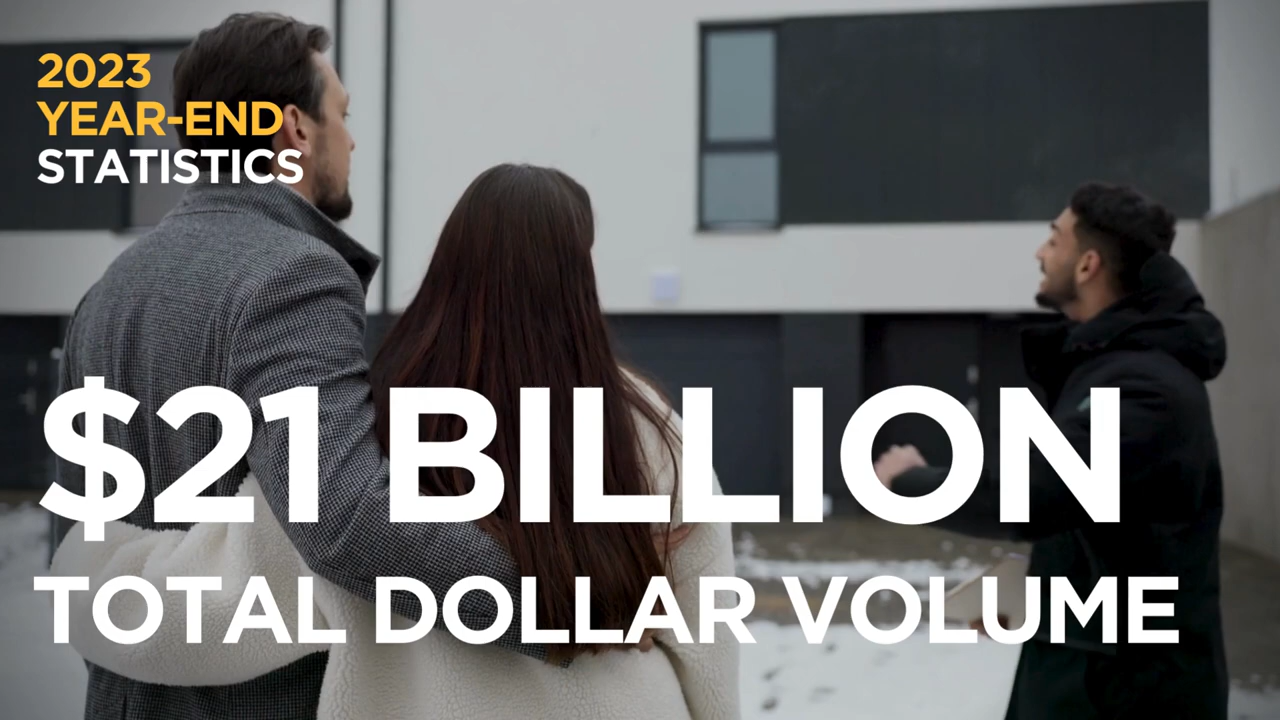 2023
YEAR-END
STATISTICS
$21 BILLION
TOTAL DOLLAR VOLUME